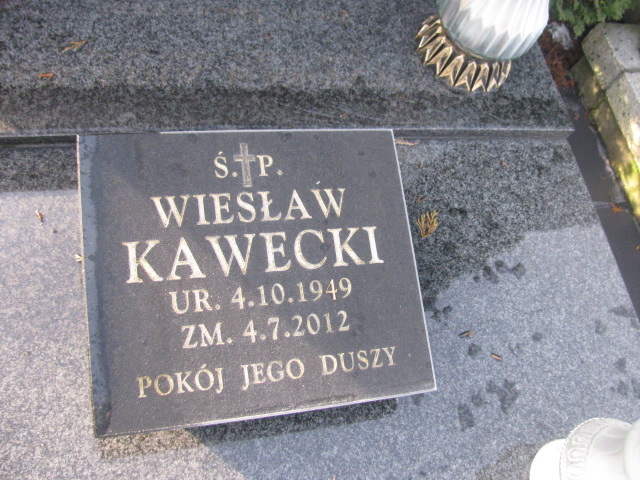 Ś.†P.
WIESŁAW
KAWECKI
UR. 4.10.1949
ZM. 4.7.2012
POKÓJ JEGO DUSZY